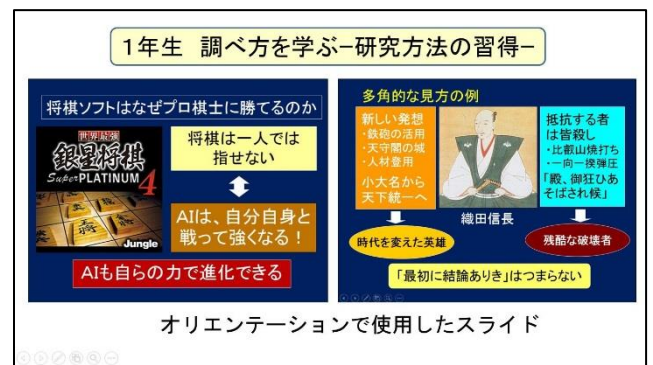 1年生 調べ方を学ぶ−研究方法の習得−
将棋ソフトはなぜプロ棋士に勝てるのか
世界最強
銀星将棋
Super PLATINUM 4
Jungle
将棋は一人では
指せない
AIは、自分自身と
戦って強くなる！
AIも自らの力で進化できる
多角的な見方の例
新しい発想
・鉄砲の活用
・天守閣の城
・人材登用
小大名から
天下統一へ
時代を変えた英雄
織田信長
抵抗する者
は皆殺し
・比叡山焼打ち
・一向一揆弾圧
「殿、御狂ひあ
そばされ候」
残酷な破壊者
「最初に結論ありき」はつまらない
オリエンテーションで使用したスライド